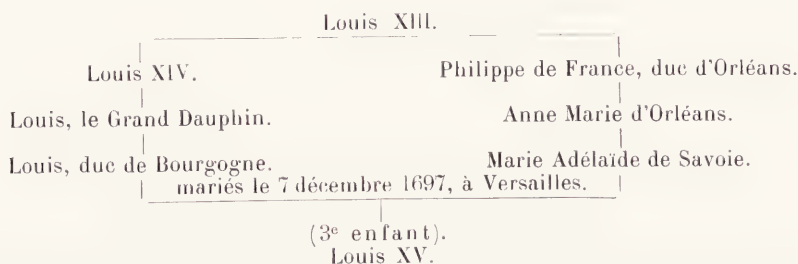 Louis XIII.
Louis XIV. Philippe de France, duc d'Orléans.
Louis, le Grand Dauphin. Anne Marie d'Orléans.
Louis, duc de Bourgogne. Marie Adélaïde de Savoie.
mariés le 7 décembre 1697, à Versailles.
(3e enfant).
Louis XV.